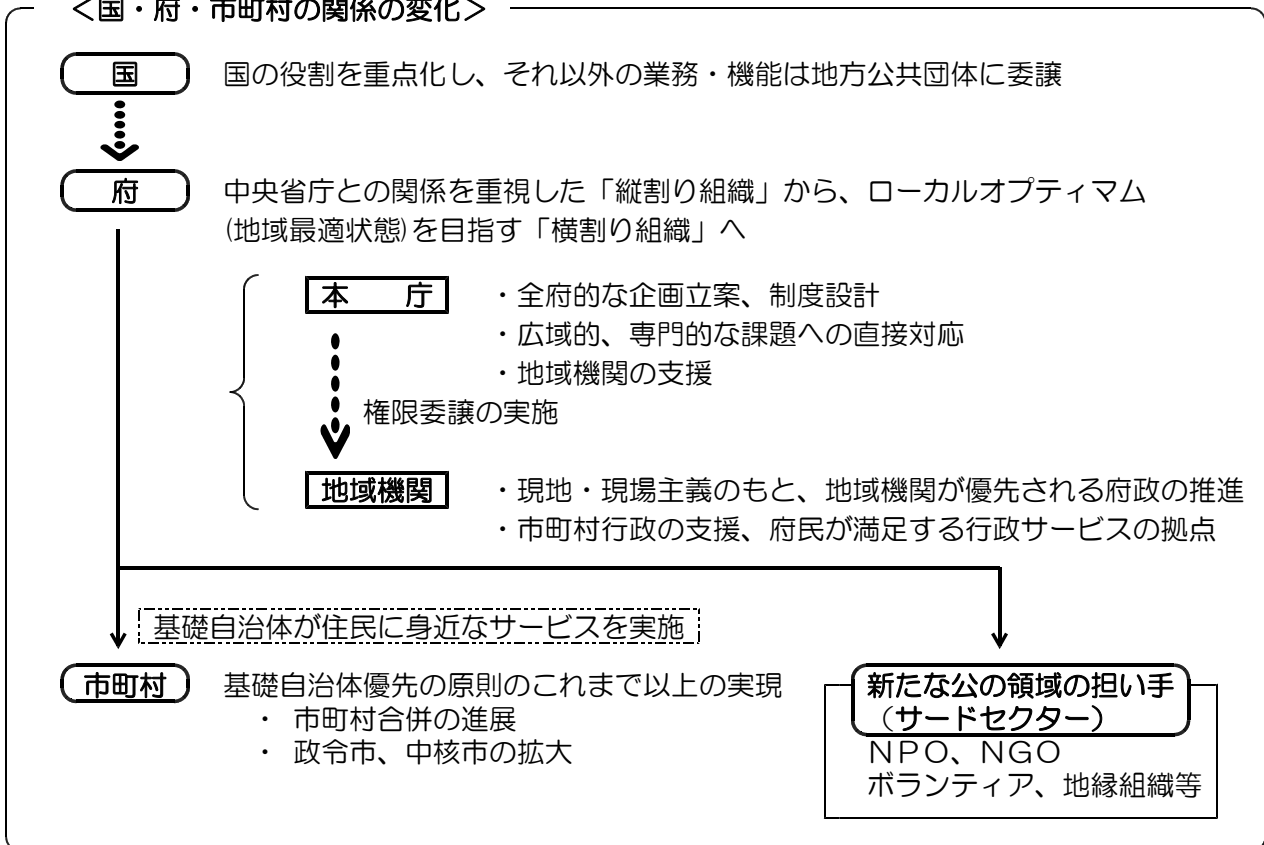 <国・府・市町村の関係の変化>
国 国の役割を重点化し、それ以外の業務・機能は地方公共団体に委譲
府 中央省庁との関係を重視した「縦割り組織」から、ローカルオプティマム
(地域最適状態)を目指す「横割り組織」へ
本　庁 ・全府的な企画立案、制度設計
・広域的、専門的な課題への直接対応
・地域機関の支援
権限委譲の実施
地域機関 ・現地・現場主義のもと、地域機関が優先される府政の推進
・市町村行政の支援、府民が満足する行政サービスの拠点
基礎自治体が住民に身近なサービスを実施
市町村 基礎自治体優先の原則のこれまで以上の実現
・ 市町村合併の進展
・ 政令市、中核市の拡大
新たな公の領域の担い手
（サードセクター）
ＮＰＯ、ＮＧＯ
ボランティア、地縁組織等